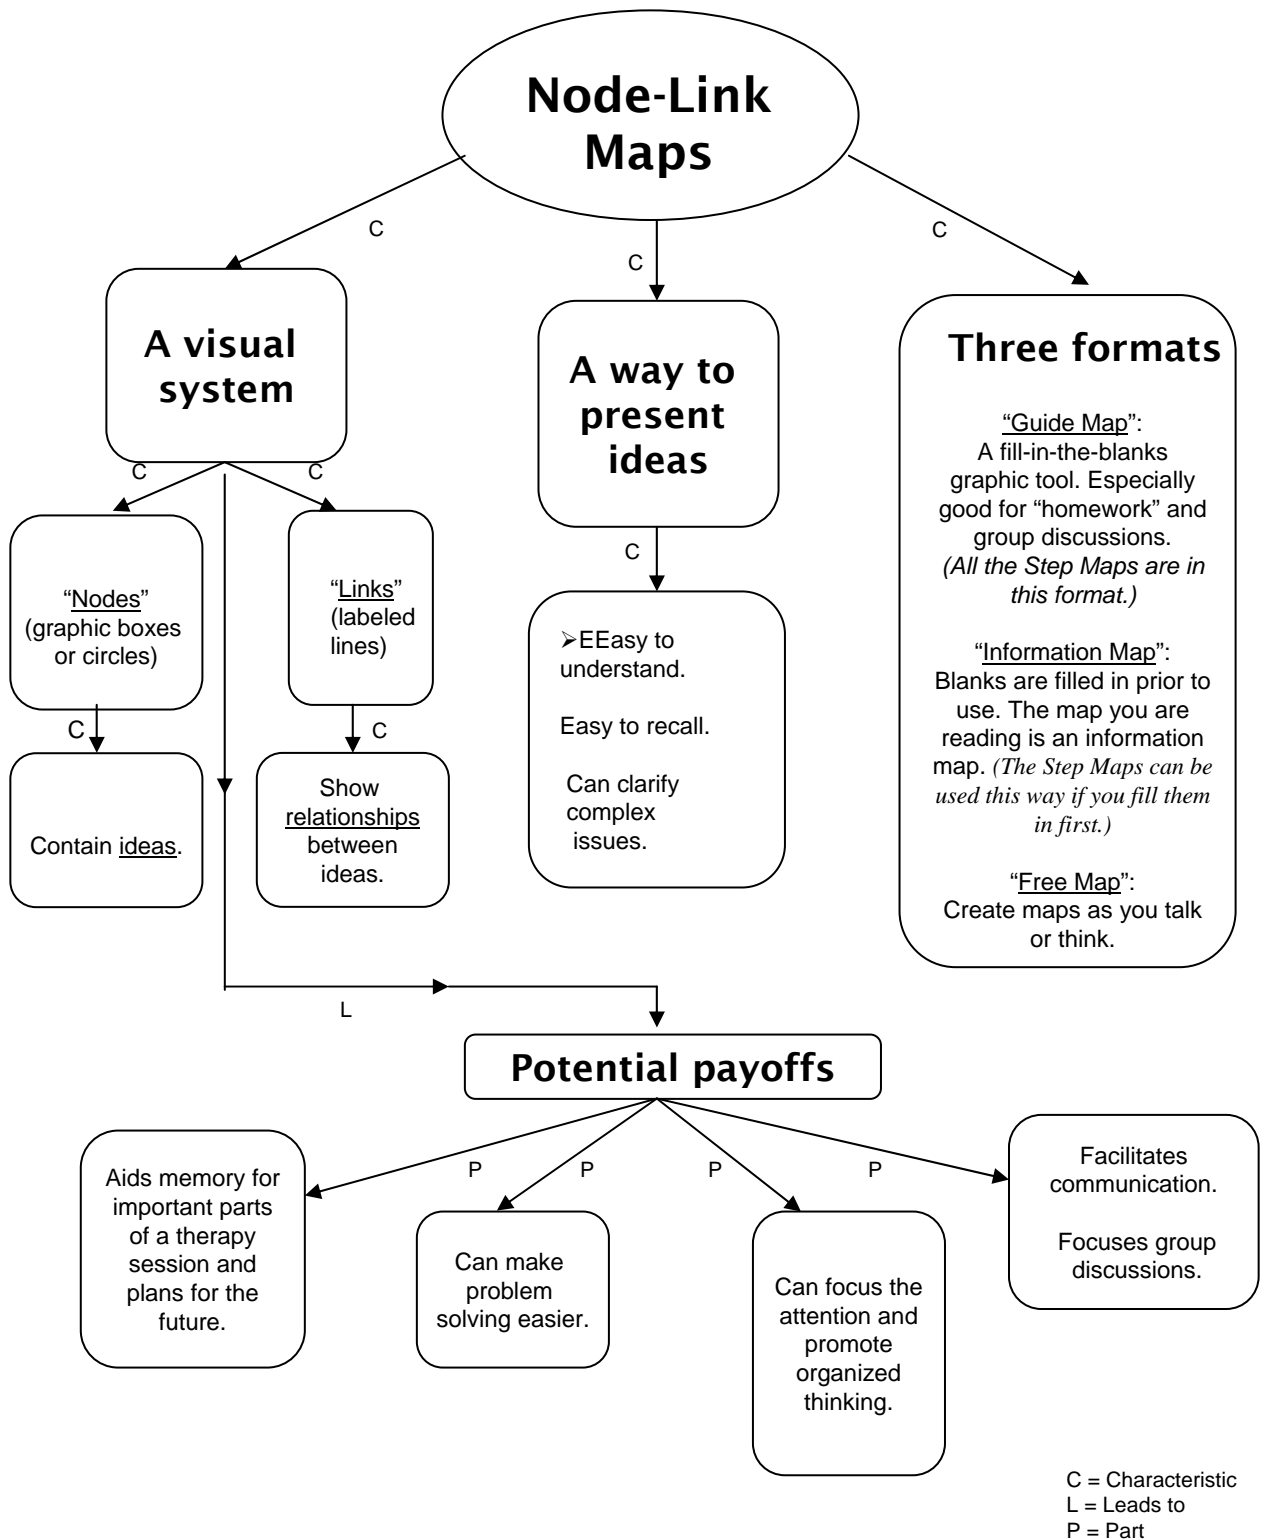 Node-Link
Maps
C
C
C
A visual
system
A way to
present
ideas
Three formats
“Guide Map”:
A fill-in-the-blanks
graphic tool. Especially
good for “homework” and
group discussions.
(All the Step Maps are in
this format.)
“Information Map”:
Blanks are filled in prior to
use. The map you are
reading is an information
map. (The Step Maps can be
used this way if you fill them
in first.)
“Free Map”:
Create maps as you talk
or think.
C
C
C
“Nodes”
(graphic boxes
or circles)
“Links”
(labeled
lines)
➢EEasy to
understand.
Easy to recall.
Can clarify
complex
issues.
C
C
Contain ideas.
Show
relationships
between
ideas.
L
Potential payoffs
P
P
P
P
Aids memory for
important parts
of a therapy
session and
plans for the
future.
Can make
problem
solving easier.
Can focus the
attention and
promote
organized
thinking.
Facilitates
communication.
Focuses group
discussions.
C = Characteristic
L = Leads to
P = Part